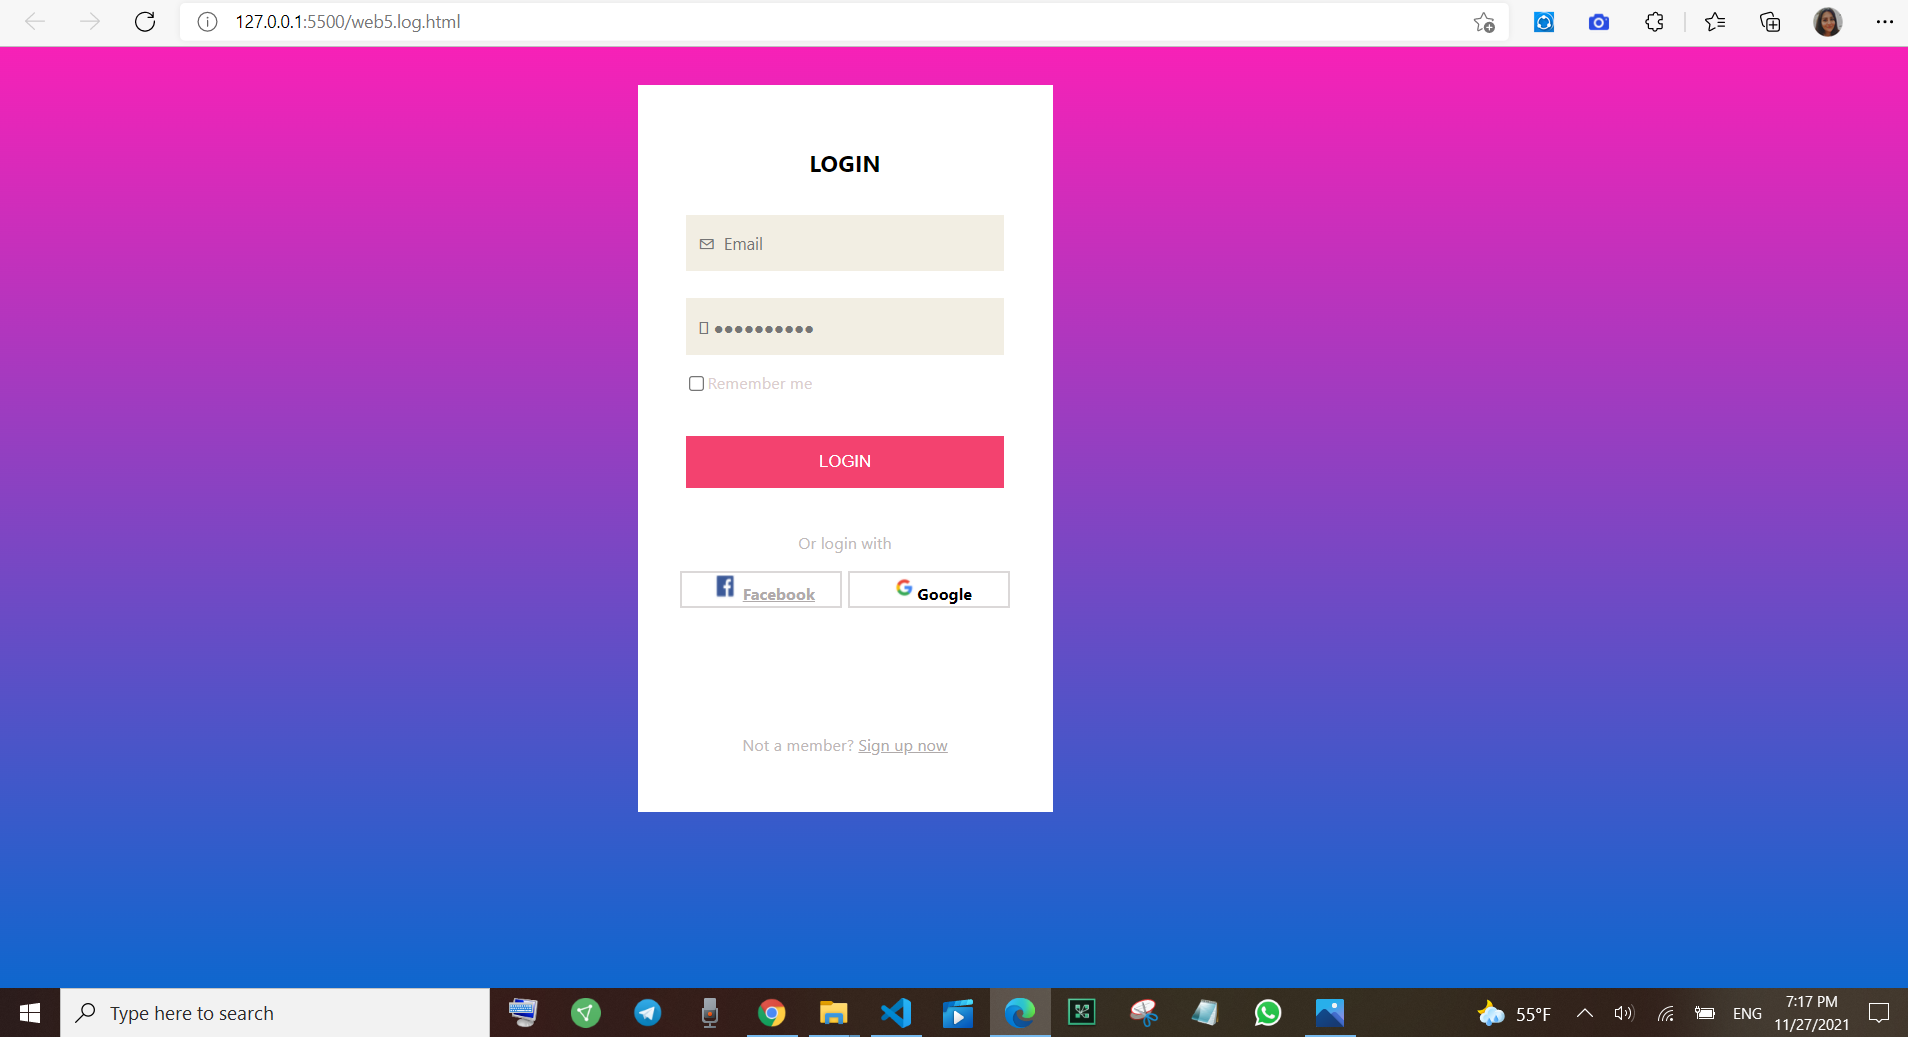 127.0.0.1:5500/web5.log.html
LOGIN
Email
●●●●●●●●●●
Remember me
LOGIN
Or login with
Facebook Google
Not a member? Sign up now
Type here to search
55°F
ENG
7:17 PM
11/27/2021